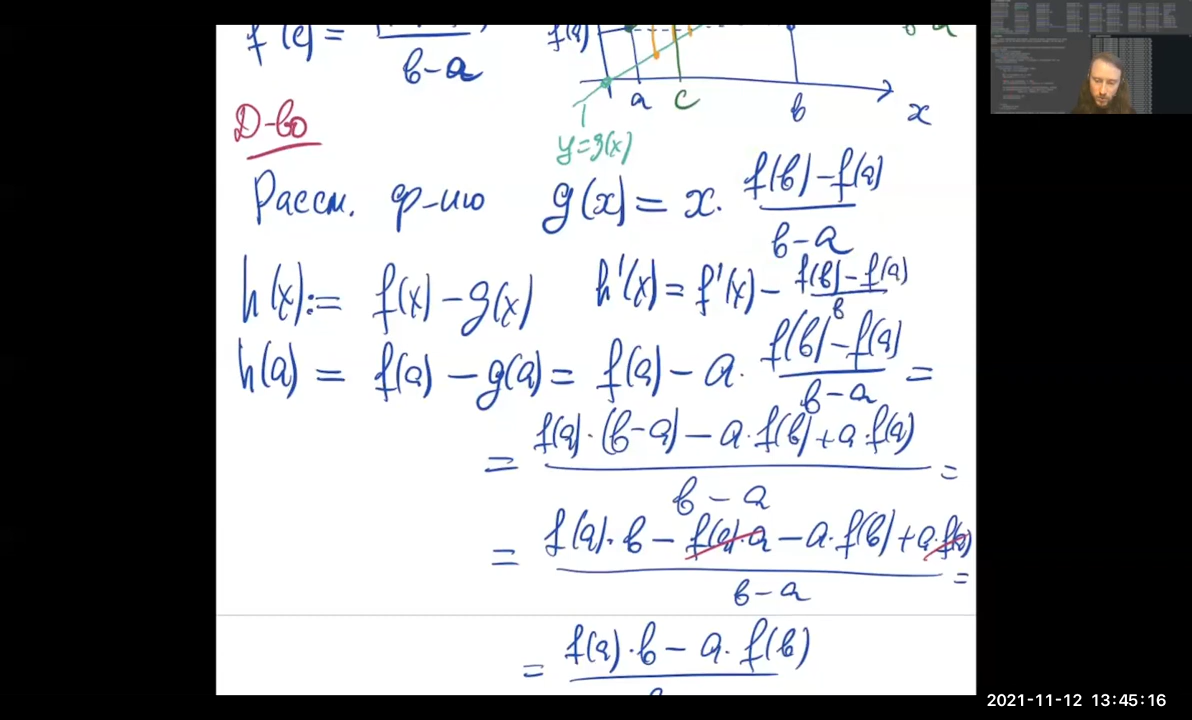 f'(c) =
b-a
f(a)
a c b x
y=g(x)
Д-во
Рассм. ф-ию g(x) = x· (f(b)-f(a))/(b-a)
h(x):= f(x)-g(x) h'(x) = f'(x) - (f(b)-f(a))/b
h(a) = f(a) - g(a) = f(a) - a· (f(b)-f(a))/(b-a) =
= (f(a)·(b-a) - a·f(b) + a·f(a))/(b-a) =
= (f(a)·b - f(a)·a - a·f(b) + a·f(a))/(b-a) =
= f(a)·b - a·f(b)
2021-11-12 13:45:16